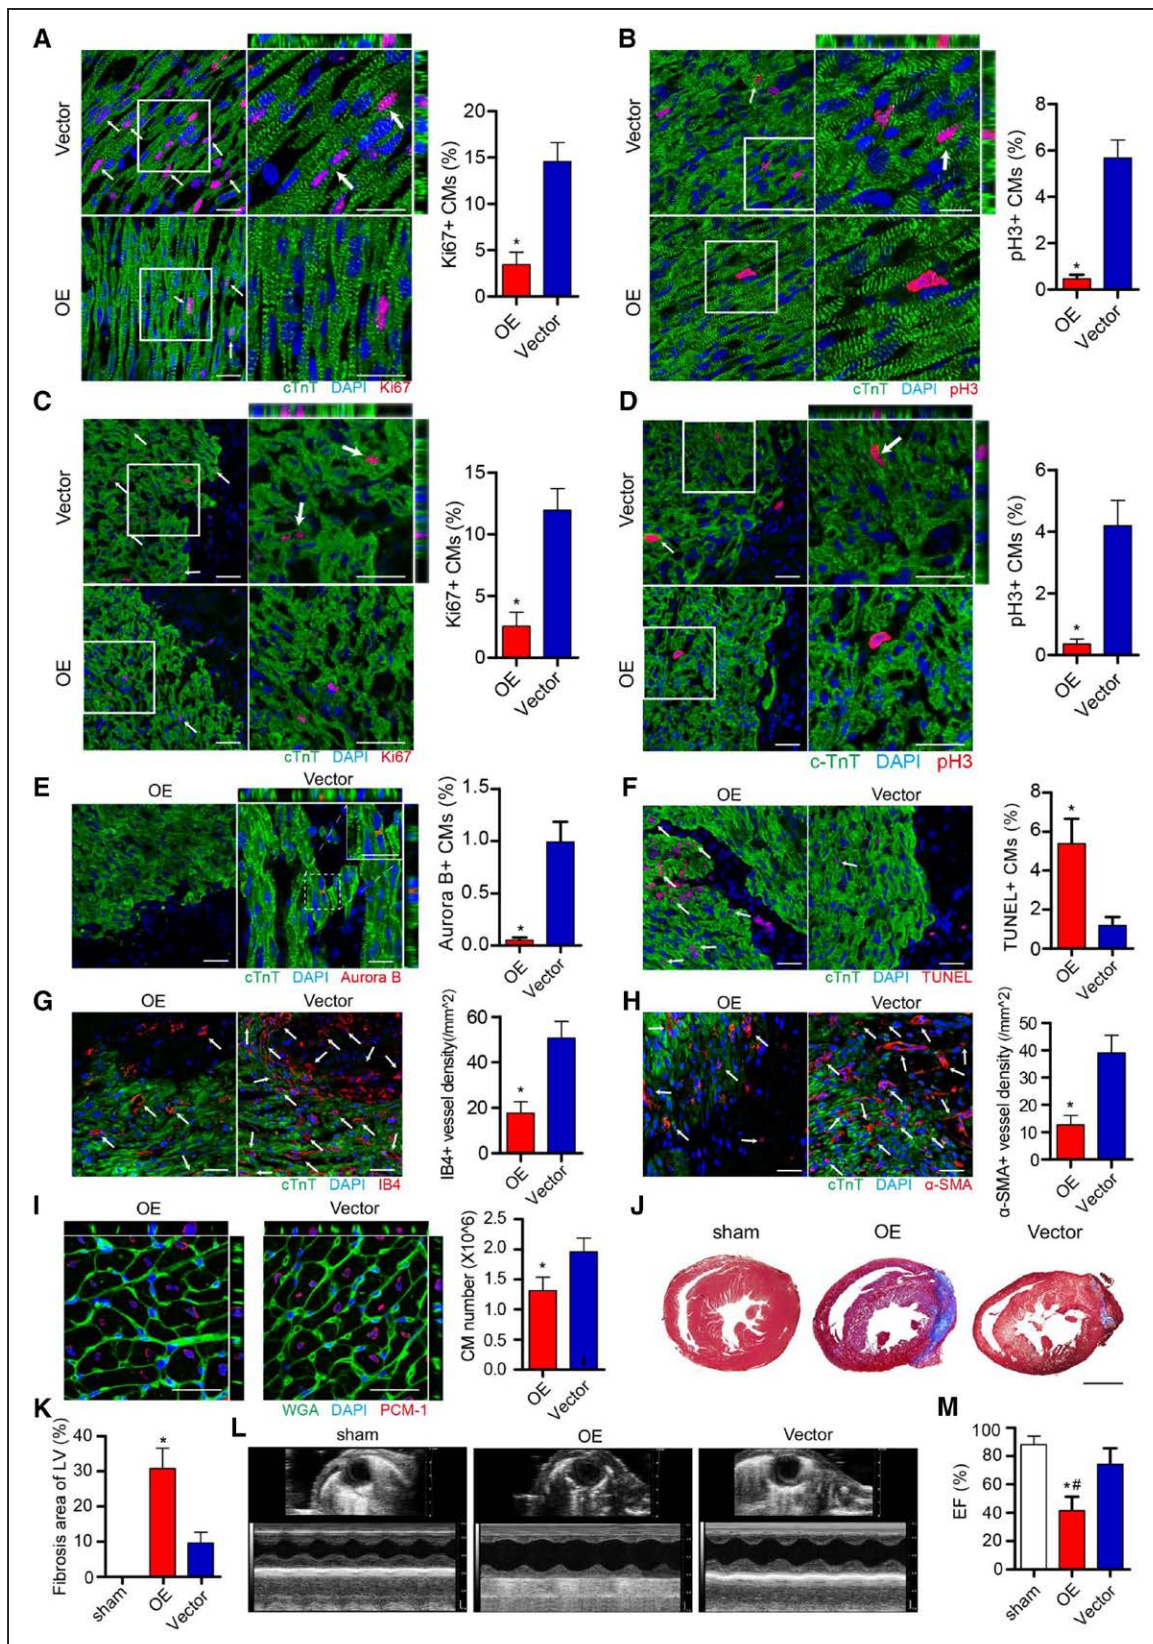 A
B
Vector
OE
cTnT DAPI Ki67
Ki67+ CMs (%)
20
15
10
5
0
*
OE
Vector
Vector
OE
cTnT DAPI pH3
pH3+ CMs (%)
8
6
4
2
0
*
OE
Vector
C
D
Vector
OE
cTnT DAPI Ki67
Ki67+ CMs (%)
15
10
5
0
*
OE
Vector
Vector
OE
c-TnT DAPI pH3
pH3+ CMs (%)
6
4
2
0
*
OE
Vector
E
OE
Vector
cTnT DAPI Aurora B
Aurora B+ CMs (%)
1.5
1.0
0.5
0.0
*
OE
Vector
F
OE
Vector
cTnT DAPI TUNEL
TUNEL+ CMs (%)
8
6
4
2
0
*
OE
Vector
G
OE
Vector
cTnT DAPI IB4
IB4+ vessel density(/mm^2)
60
40
20
0
*
OE
Vector
H
OE
Vector
cTnT DAPI α-SMA
α-SMA+ vessel density (/mm^2)
50
40
30
20
10
0
*
OE
Vector
I
OE
Vector
WGA DAPI PCM-1
CM number (X10^6)
2.5
2.0
1.5
1.0
0.5
0.0
*
OE
Vector
J
sham
OE
Vector
K
Fibrosis area of LV (%)
40
30
20
10
0
*
sham
OE
Vector
L
sham
OE
Vector
M
EF (%)
100
80
60
40
20
0
*#
sham
OE
Vector